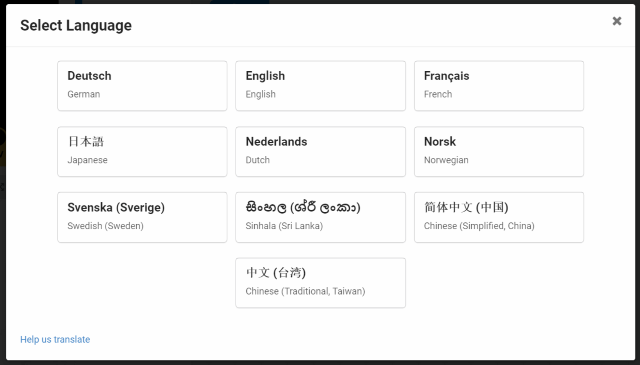 Select Language
Deutsch
German
English
English
Français
French
日本語
Japanese
Nederlands
Dutch
Norsk
Norwegian
Svenska (Sverige)
Swedish (Sweden)
සිංහල (ශ්රී ලංකා)
Sinhala (Sri Lanka)
简体中文 (中国)
Chinese (Simplified, China)
中文 (台湾)
Chinese (Traditional, Taiwan)
Help us translate